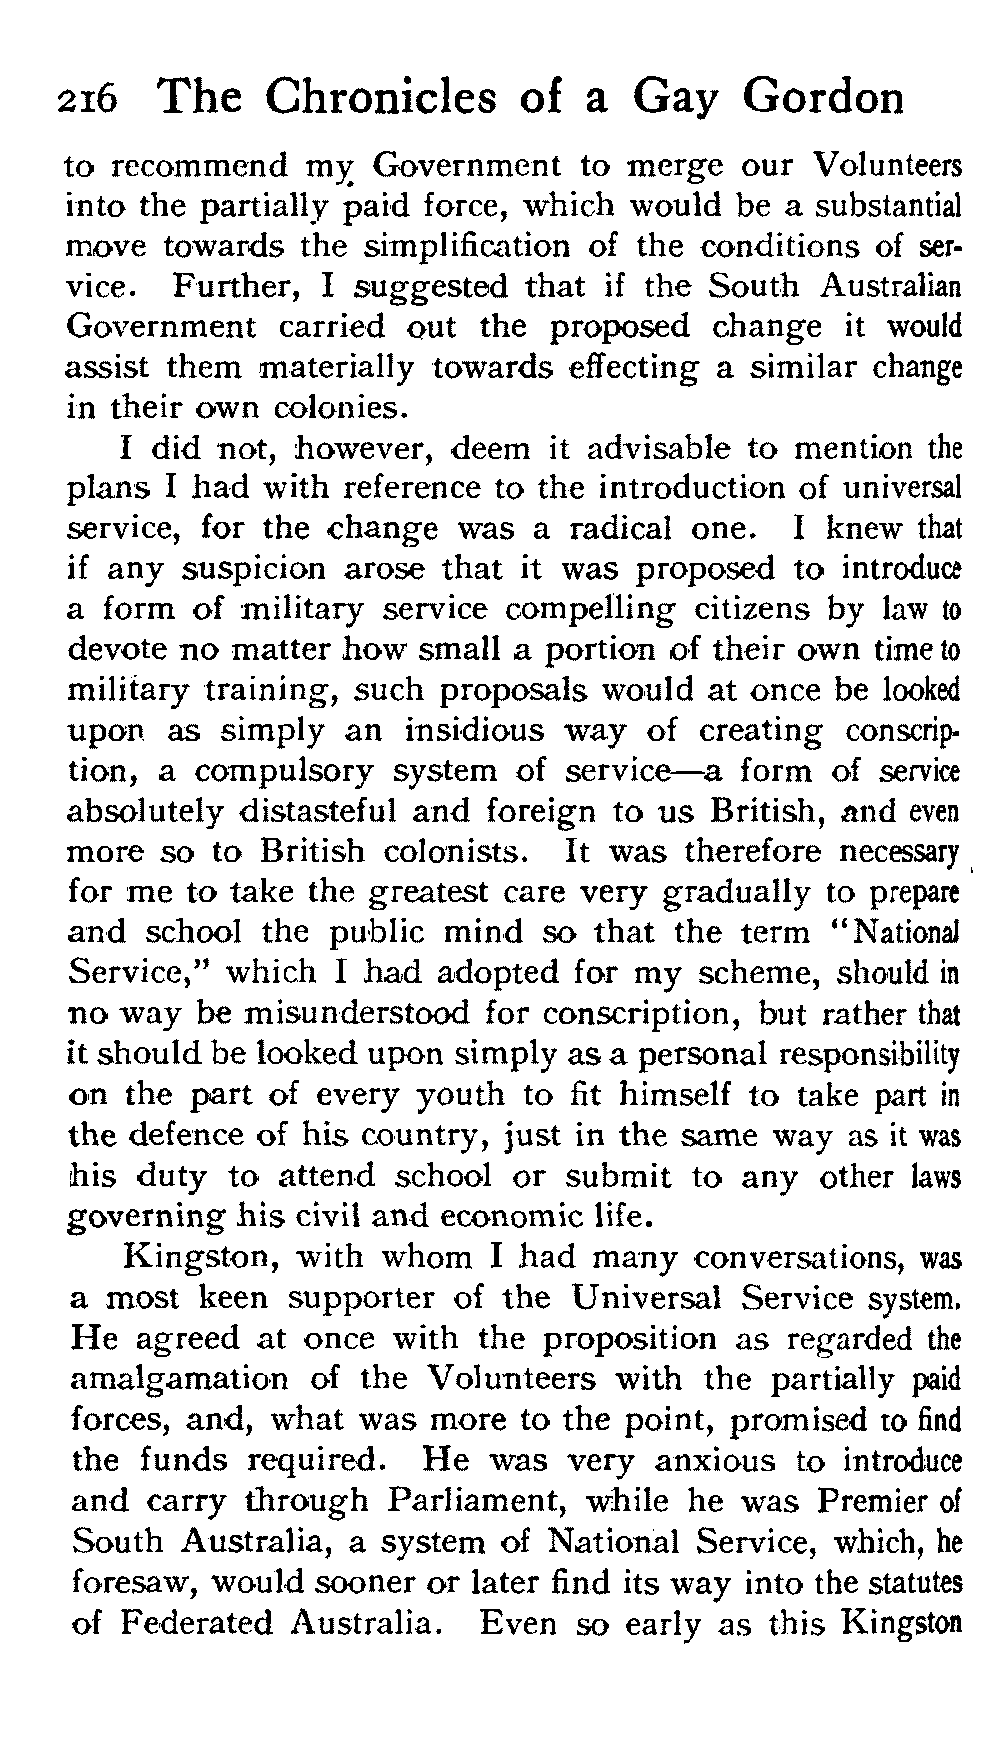 216 The Chronicles of a Gay Gordon
to recommend my Government to merge our Volunteers
into the partially paid force, which would be a substantial
move towards the simplification of the conditions of ser-
vice. Further, I suggested that if the South Australian
Government carried out the proposed change it would
assist them materially towards effecting a similar change
in their own colonies.
I did not, however, deem it advisable to mention the
plans I had with reference to the introduction of universal
service, for the change was a radical one. I knew that
if any suspicion arose that it was proposed to introduce
a form of military service compelling citizens by law to
devote no matter how small a portion of their own time to
military training, such proposals would at once be looked
upon as simply an insidious way of creating conscrip-
tion, a compulsory system of service—a form of service
absolutely distasteful and foreign to us British, and even
more so to British colonists. It was therefore necessary
for me to take the greatest care very gradually to prepare
and school the public mind so that the term "National
Service," which I had adopted for my scheme, should in
no way be misunderstood for conscription, but rather that
it should be looked upon simply as a personal responsibility
on the part of every youth to fit himself to take part in
the defence of his country, just in the same way as it was
his duty to attend school or submit to any other laws
governing his civil and economic life.
Kingston, with whom I had many conversations, was
a most keen supporter of the Universal Service system.
He agreed at once with the proposition as regarded the
amalgamation of the Volunteers with the partially paid
forces, and, what was more to the point, promised to find
the funds required. He was very anxious to introduce
and carry through Parliament, while he was Premier of
South Australia, a system of National Service, which, he
foresaw, would sooner or later find its way into the statutes
of Federated Australia. Even so early as this Kingston